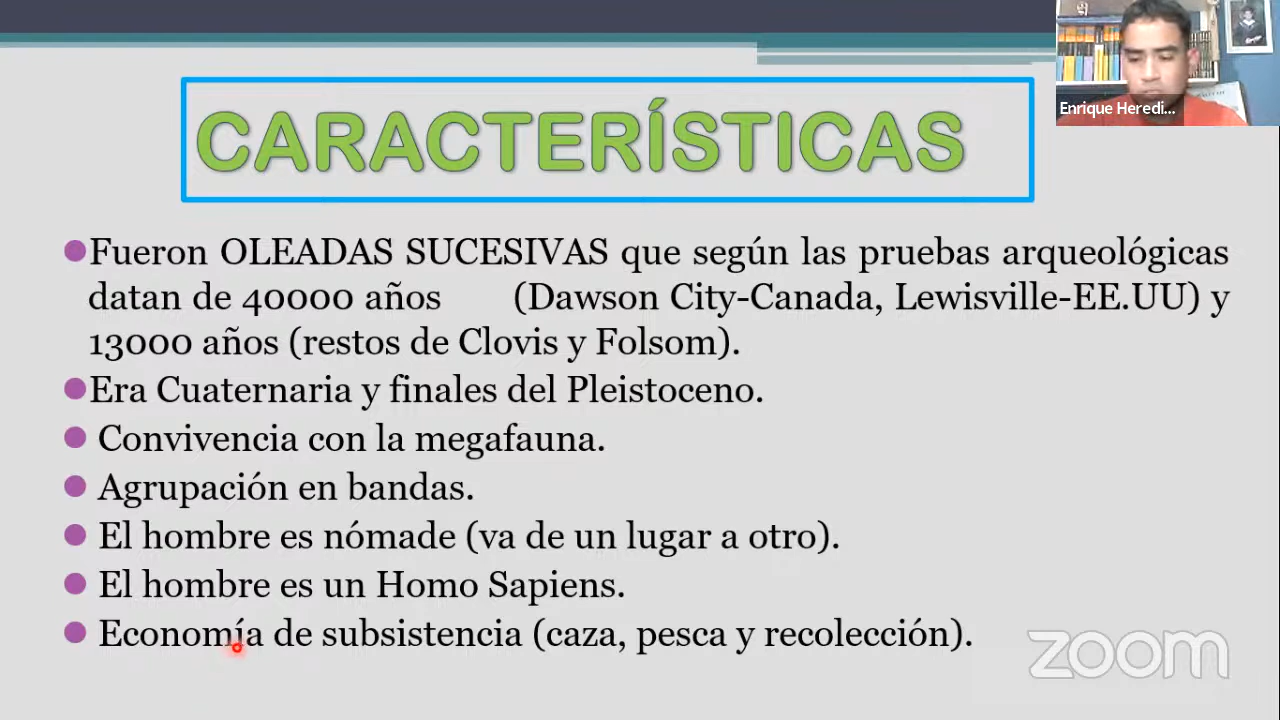 Enrique Heredi...
CARACTERÍSTICAS
Fueron OLEADAS SUCESIVAS que según las pruebas arqueológicas
datan de 40000 años (Dawson City-Canada, Lewisville-EE.UU) y
13000 años (restos de Clovis y Folsom).
Era Cuaternaria y finales del Pleistoceno.
Convivencia con la megafauna.
Agrupación en bandas.
El hombre es nómade (va de un lugar a otro).
El hombre es un Homo Sapiens.
Economía de subsistencia (caza, pesca y recolección).
zoom